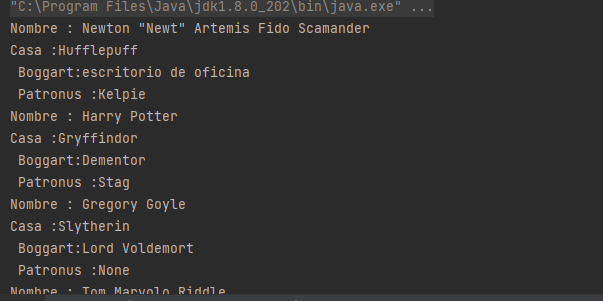 "C:\Program Files\Java\jdk1.8.0_202\bin\java.exe" ...
Nombre : Newton "Newt" Artemis Fido Scamander
Casa :Hufflepuff
 Boggart:escritorio de oficina
 Patronus :Kelpie
Nombre : Harry Potter
Casa :Gryffindor
 Boggart:Dementor
 Patronus :Stag
Nombre : Gregory Goyle
Casa :Slytherin
 Boggart:Lord Voldemort
 Patronus :None
Nombre : Tom Marvolo Riddle